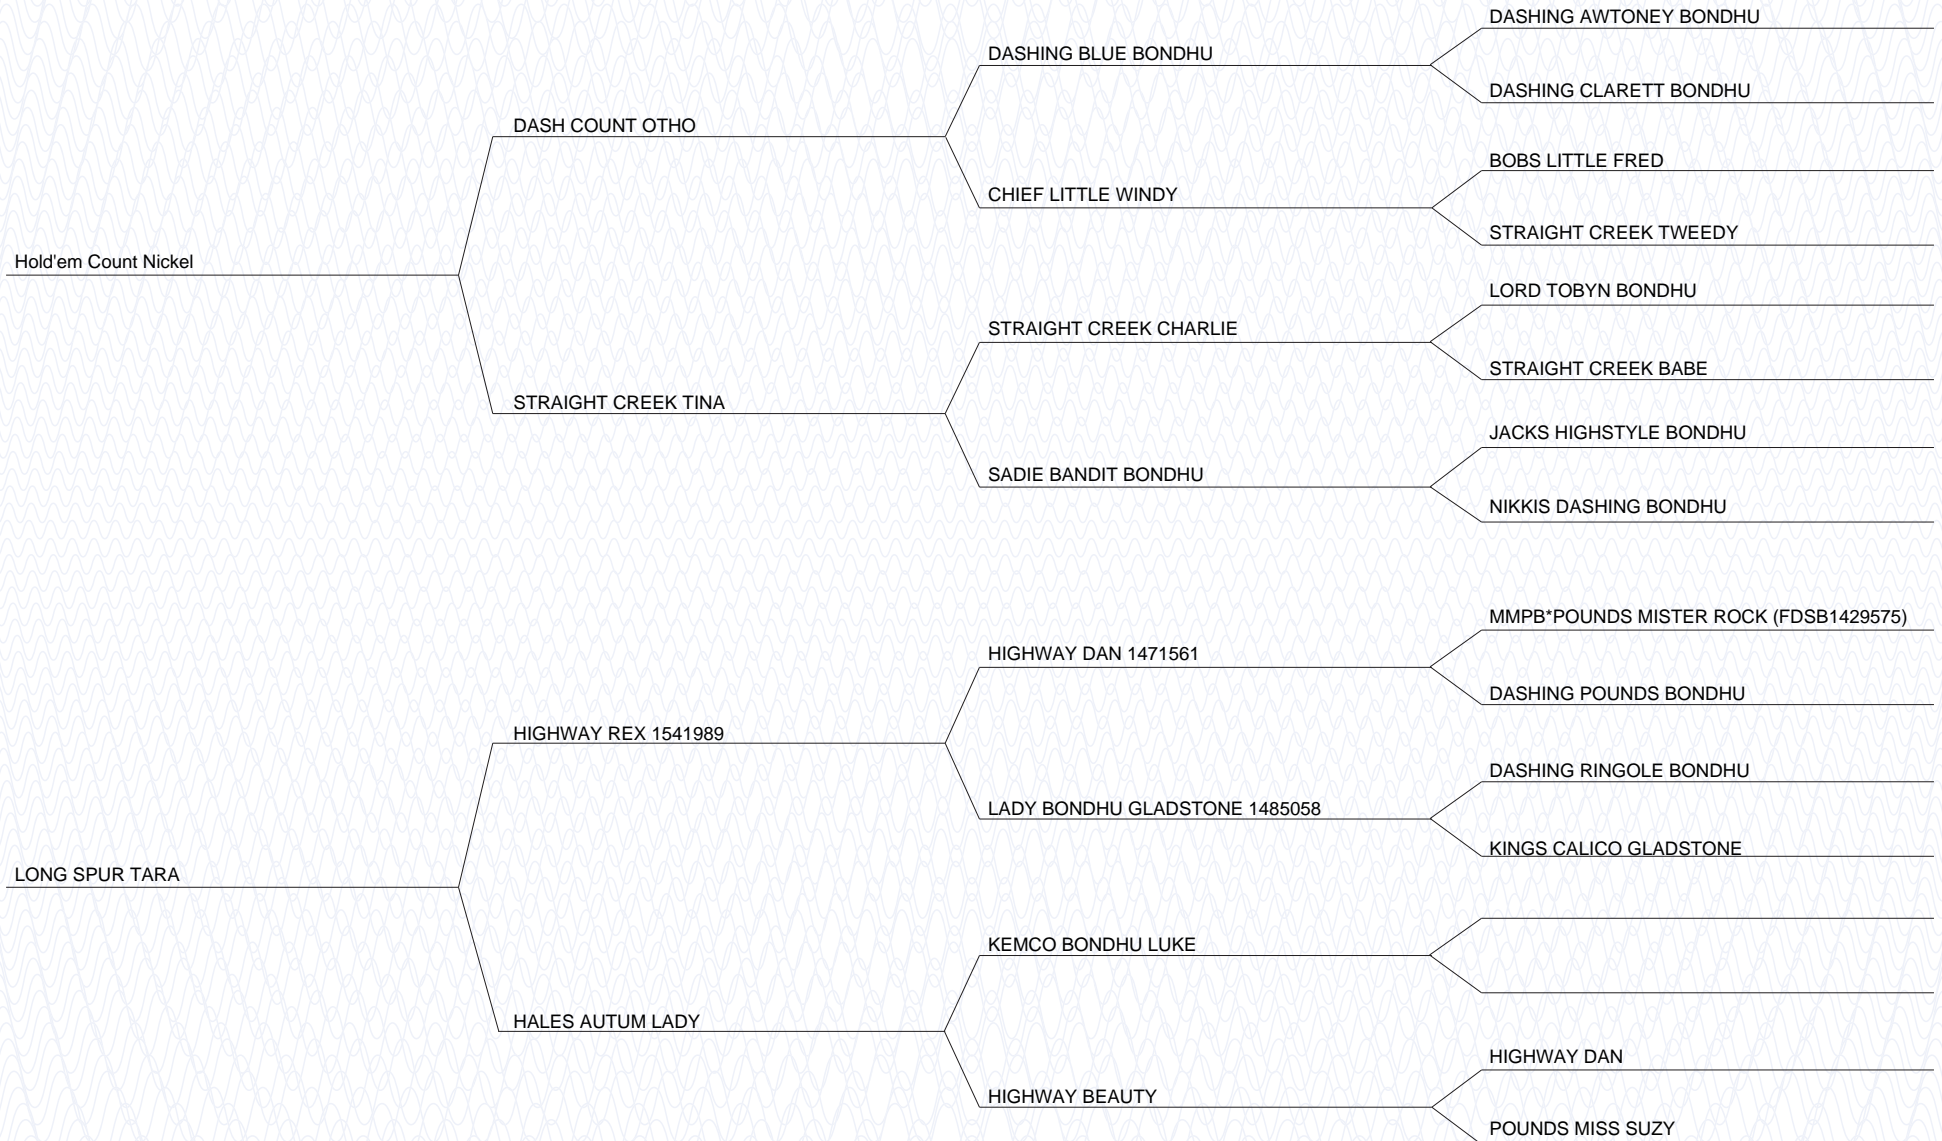 DASHING AWTONEY BONDHU
DASHING BLUE BONDHU
DASHING CLARETT BONDHU
DASH COUNT OTHO
BOBS LITTLE FRED
CHIEF LITTLE WINDY
STRAIGHT CREEK TWEEDY
Hold'em Count Nickel
LORD TOBYN BONDHU
STRAIGHT CREEK CHARLIE
STRAIGHT CREEK BABE
STRAIGHT CREEK TINA
JACKS HIGHSTYLE BONDHU
SADIE BANDIT BONDHU
NIKKIS DASHING BONDHU
MMPB*POUNDS MISTER ROCK (FDSB1429575)
HIGHWAY DAN 1471561
DASHING POUNDS BONDHU
HIGHWAY REX 1541989
DASHING RINGOLE BONDHU
LADY BONDHU GLADSTONE 1485058
KINGS CALICO GLADSTONE
LONG SPUR TARA
KEMCO BONDHU LUKE
HALES AUTUM LADY
HIGHWAY DAN
HIGHWAY BEAUTY
POUNDS MISS SUZY